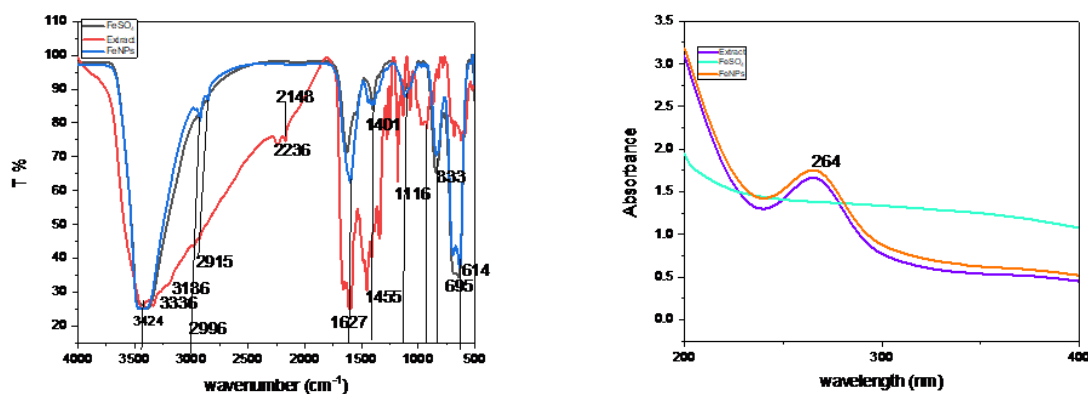 110
100
90
80
70
60
50
40
30
20
T %
FeSO₄
Extract
FeNPs
2148
2236
1401
1116
833
2915
3186
3336
3424
2996
1627
1455
695
614
4000 3500 3000 2500 2000 1500 1000 500
wavenumber (cm⁻¹)
3.5
3.0
2.5
2.0
1.5
1.0
0.5
0.0
Absorbance
Extract
FeSO₄
FeNPs
264
200 300 400
wavelength (nm)